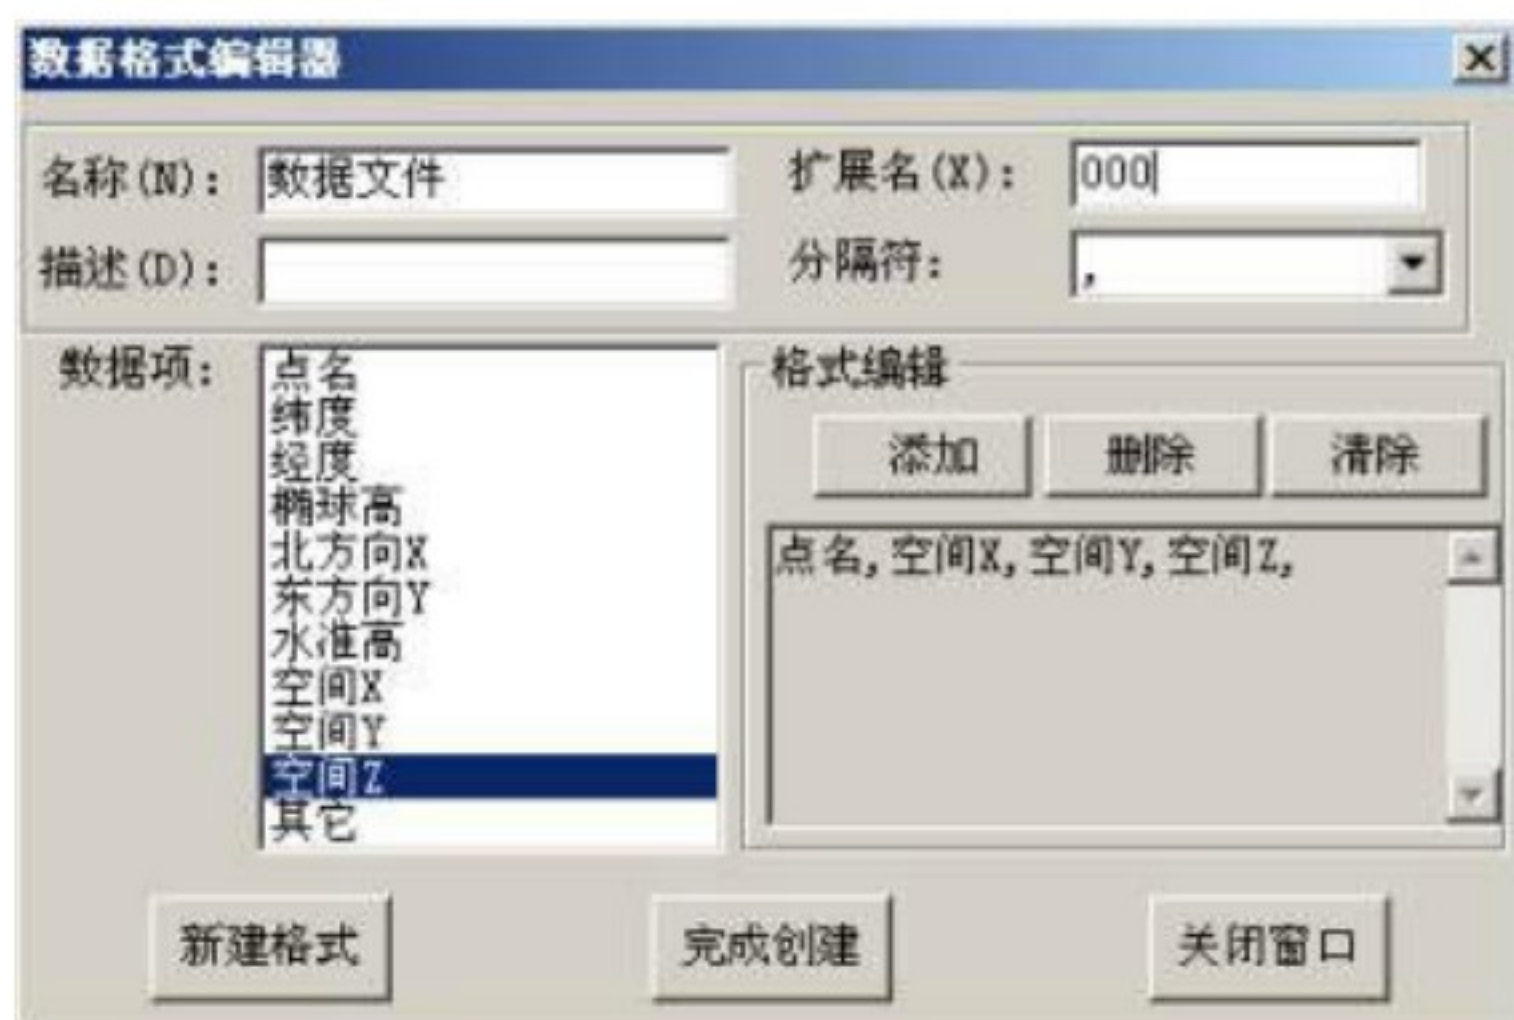 数据格式编辑器
名称(N): 数据文件 扩展名(X): 000
描述(D): 分隔符: ,
数据项:
点名
纬度
经度
椭球高
北方向X
东方向Y
水准高
空间X
空间Y
空间Z
其它
格式编辑
添加 删除 清除
点名,空间X,空间Y,空间Z,
新建格式 完成创建 关闭窗口